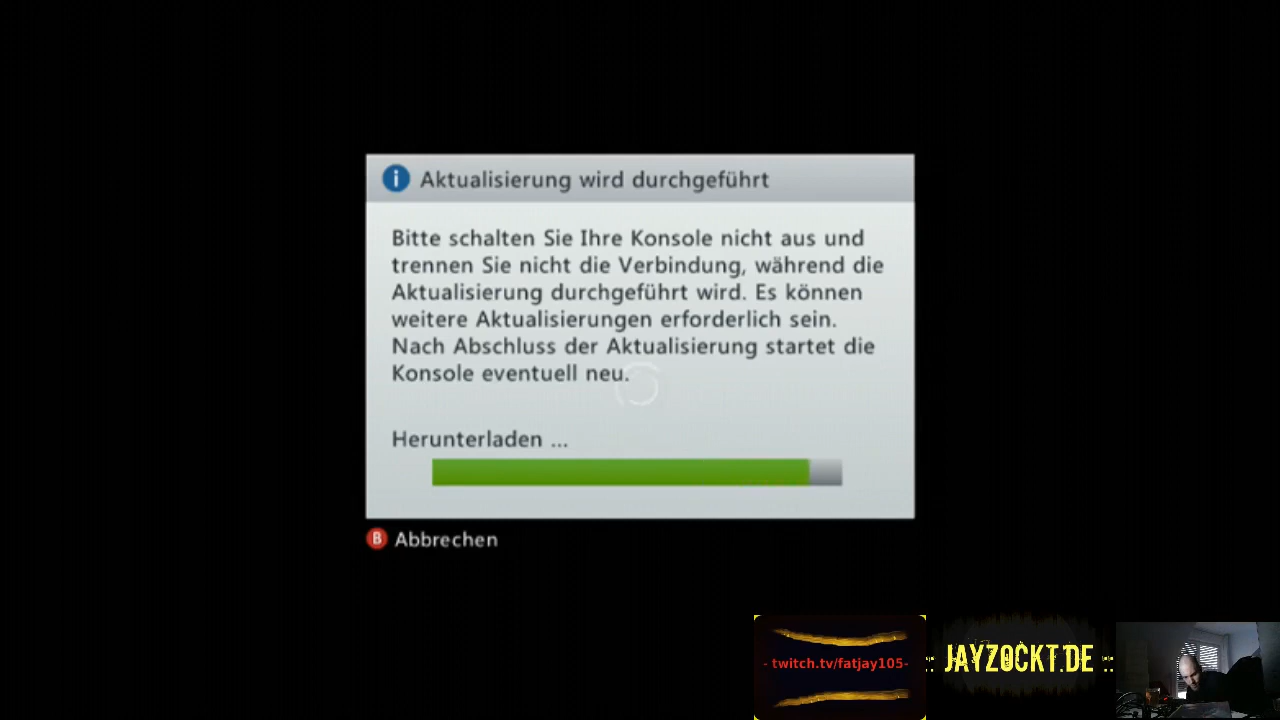 i Aktualisierung wird durchgeführt
Bitte schalten Sie Ihre Konsole nicht aus und
trennen Sie nicht die Verbindung, während die
Aktualisierung durchgeführt wird. Es können
weitere Aktualisierungen erforderlich sein.
Nach Abschluss der Aktualisierung startet die
Konsole eventuell neu.
Herunterladen ...
B Abbrechen
- twitch.tv/fatjay105-
:: JAYZOCKT.DE ::